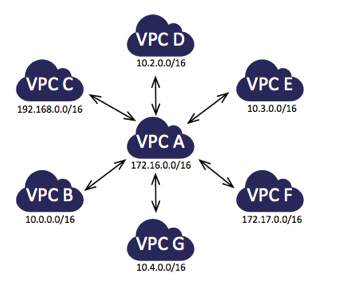 VPC D
10.2.0.0/16
VPC C
192.168.0.0/16
VPC E
10.3.0.0/16
VPC A
172.16.0.0/16
VPC B
10.0.0.0/16
VPC F
172.17.0.0/16
VPC G
10.4.0.0/16